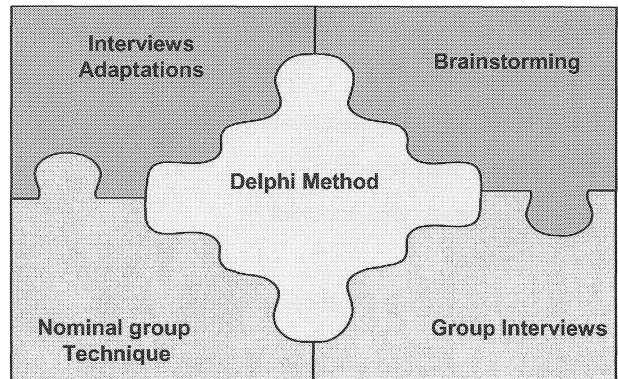 Interviews
Adaptations
Brainstorming
Delphi Method
Nominal group
Technique
Group Interviews